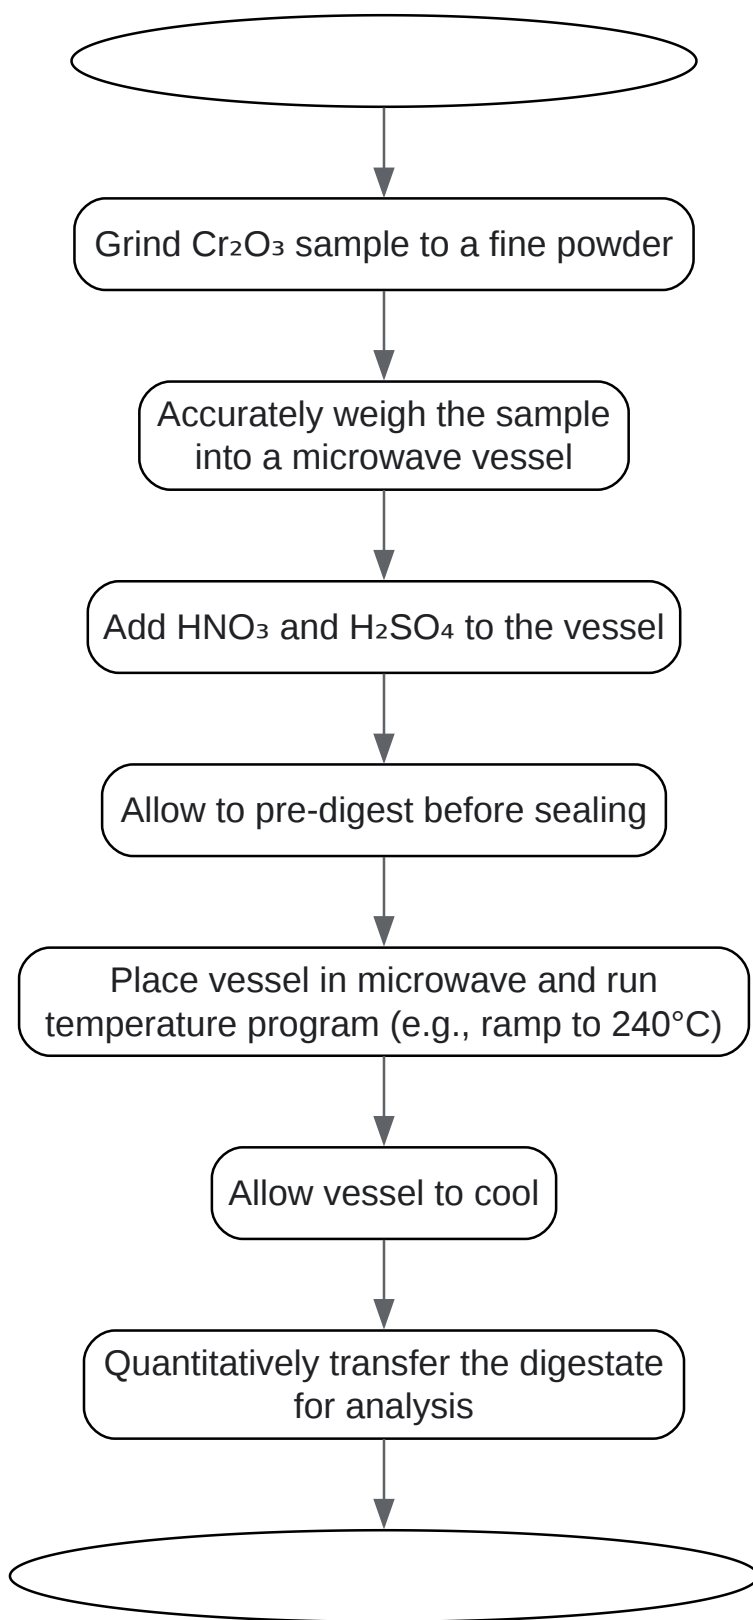 Grind Cr₂O₃ sample to a fine powder
Accurately weigh the sample
into a microwave vessel
Add HNO₃ and H₂SO₄ to the vessel
Allow to pre-digest before sealing
Place vessel in microwave and run
temperature program (e.g., ramp to 240°C)
Allow vessel to cool
Quantitatively transfer the digestate
for analysis